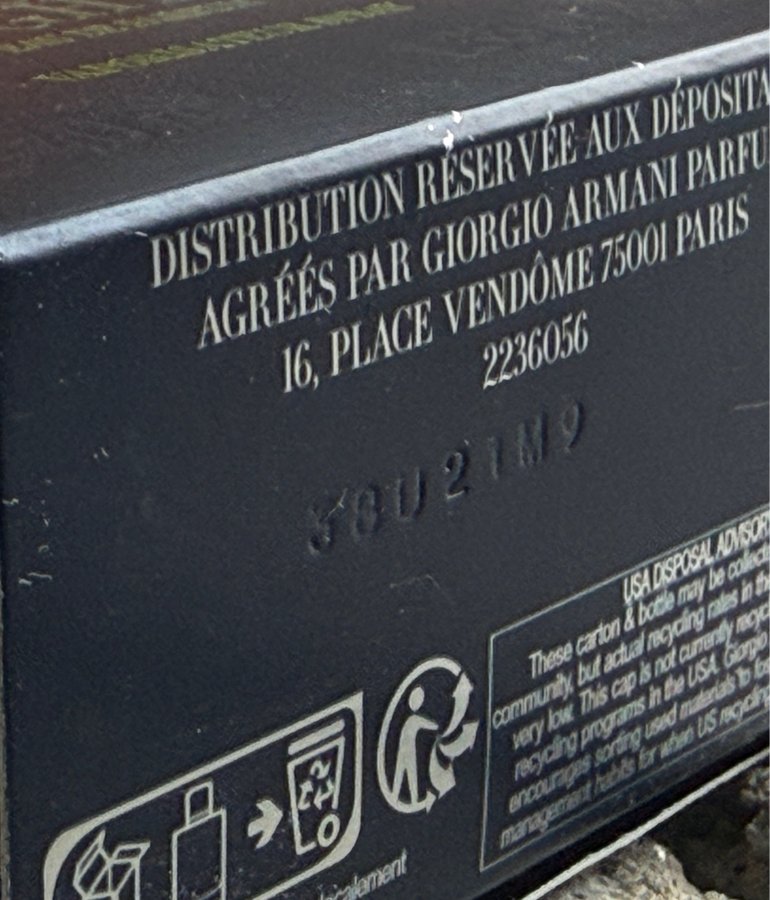 DISTRIBUTION RÉSERVÉE AUX DÉPOSITA
AGRÉÉS PAR GIORGIO ARMANI PARFU
16, PLACE VENDÔME 75001 PARIS
2236056
38U21M9
USA DISPOSAL ADVISORY
These carton & bottle may be collect
community, but actual recycling rates in the
very low. This cap is not currently recycl
recycling programs in the USA. Giorgio
encourages sorting used materials to fos
management habits for when US recycling